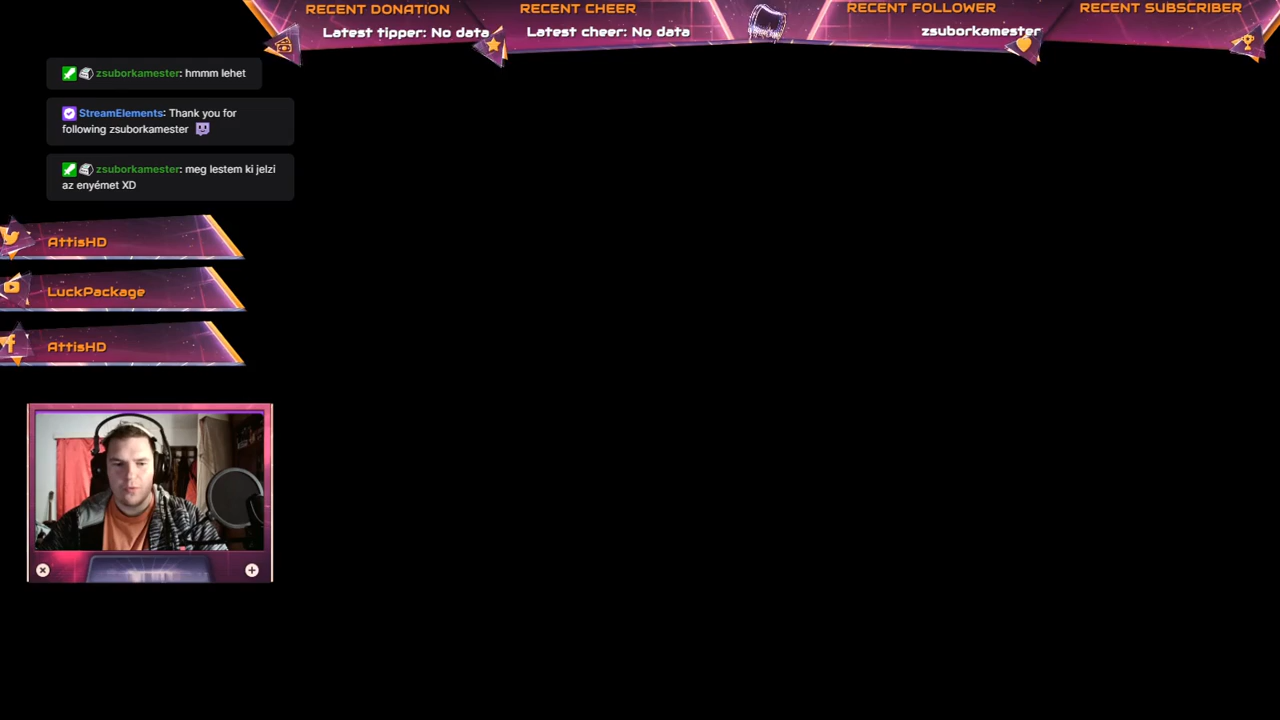 RECENT DONATION
Latest tipper: No data
RECENT CHEER
Latest cheer: No data
RECENT FOLLOWER
zsuborkamester
RECENT SUBSCRIBER
zsuborkamester: hmmm lehet
StreamElements: Thank you for
following zsuborkamester
zsuborkamester: meg lestem ki jelzi
az enyémet XD
AttisHD
LuckPackage
AttisHD